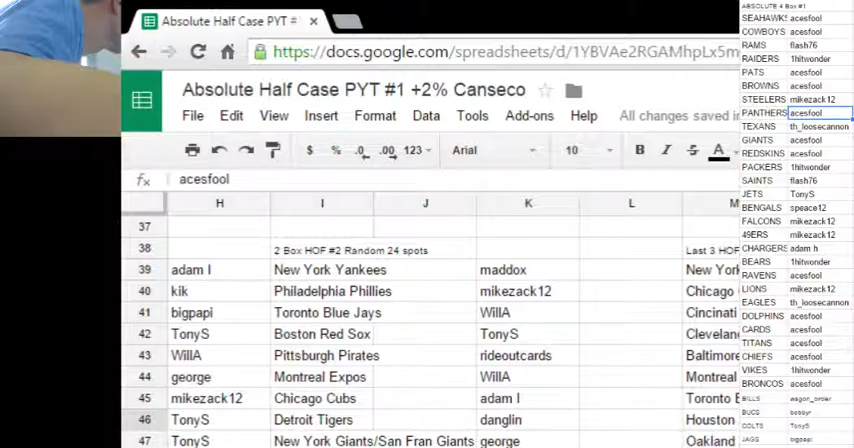 Absolute Half Case PYT #
https://docs.google.com/spreadsheets/d/1YBVAe2RGAMhpLx5m
Absolute Half Case PYT #1 +2% Canseco
File Edit View Insert Format Data Tools Add-ons Help All changes saved in
$ % .0 .00 123 Arial 10 B I S A
fx acesfool
H I J K L M
37
38 2 Box HOF #2 Random 24 spots Last 3 HOF
39 adam l New York Yankees maddox New York
40 kik Philadelphia Phillies mikezack12 Chicago
41 bigpapi Toronto Blue Jays WillA Cincinati
42 TonyS Boston Red Sox TonyS Clevelan
43 WillA Pittsburgh Pirates rideoutcards Baltimore
44 george Montreal Expos WillA Montreal
45 mikezack12 Chicago Cubs adam l Toronto B
46 TonyS Detroit Tigers danglin Houston
47 TonyS New York Giants/San Fran Giants george Oakland
ABSOLUTE 4 Box #1
SEAHAWKS acesfool
COWBOYS acesfool
RAMS flash76
RAIDERS 1hitwonder
PATS acesfool
BROWNS acesfool
STEELERS mikezack12
PANTHERS acesfool
TEXANS th_loosecannon
GIANTS acesfool
REDSKINS acesfool
PACKERS 1hitwonder
SAINTS flash76
JETS TonyS
BENGALS speace12
FALCONS mikezack12
49ERS mikezack12
CHARGERS adam h
BEARS 1hitwonder
RAVENS acesfool
LIONS mikezack12
EAGLES th_loosecannon
DOLPHINS acesfool
CARDS acesfool
TITANS acesfool
CHIEFS acesfool
VIKES 1hitwonder
BRONCOS acesfool
BILLS wagon_order
BUCS bobbyr
COLTS TonyS
JAGS bigpapi